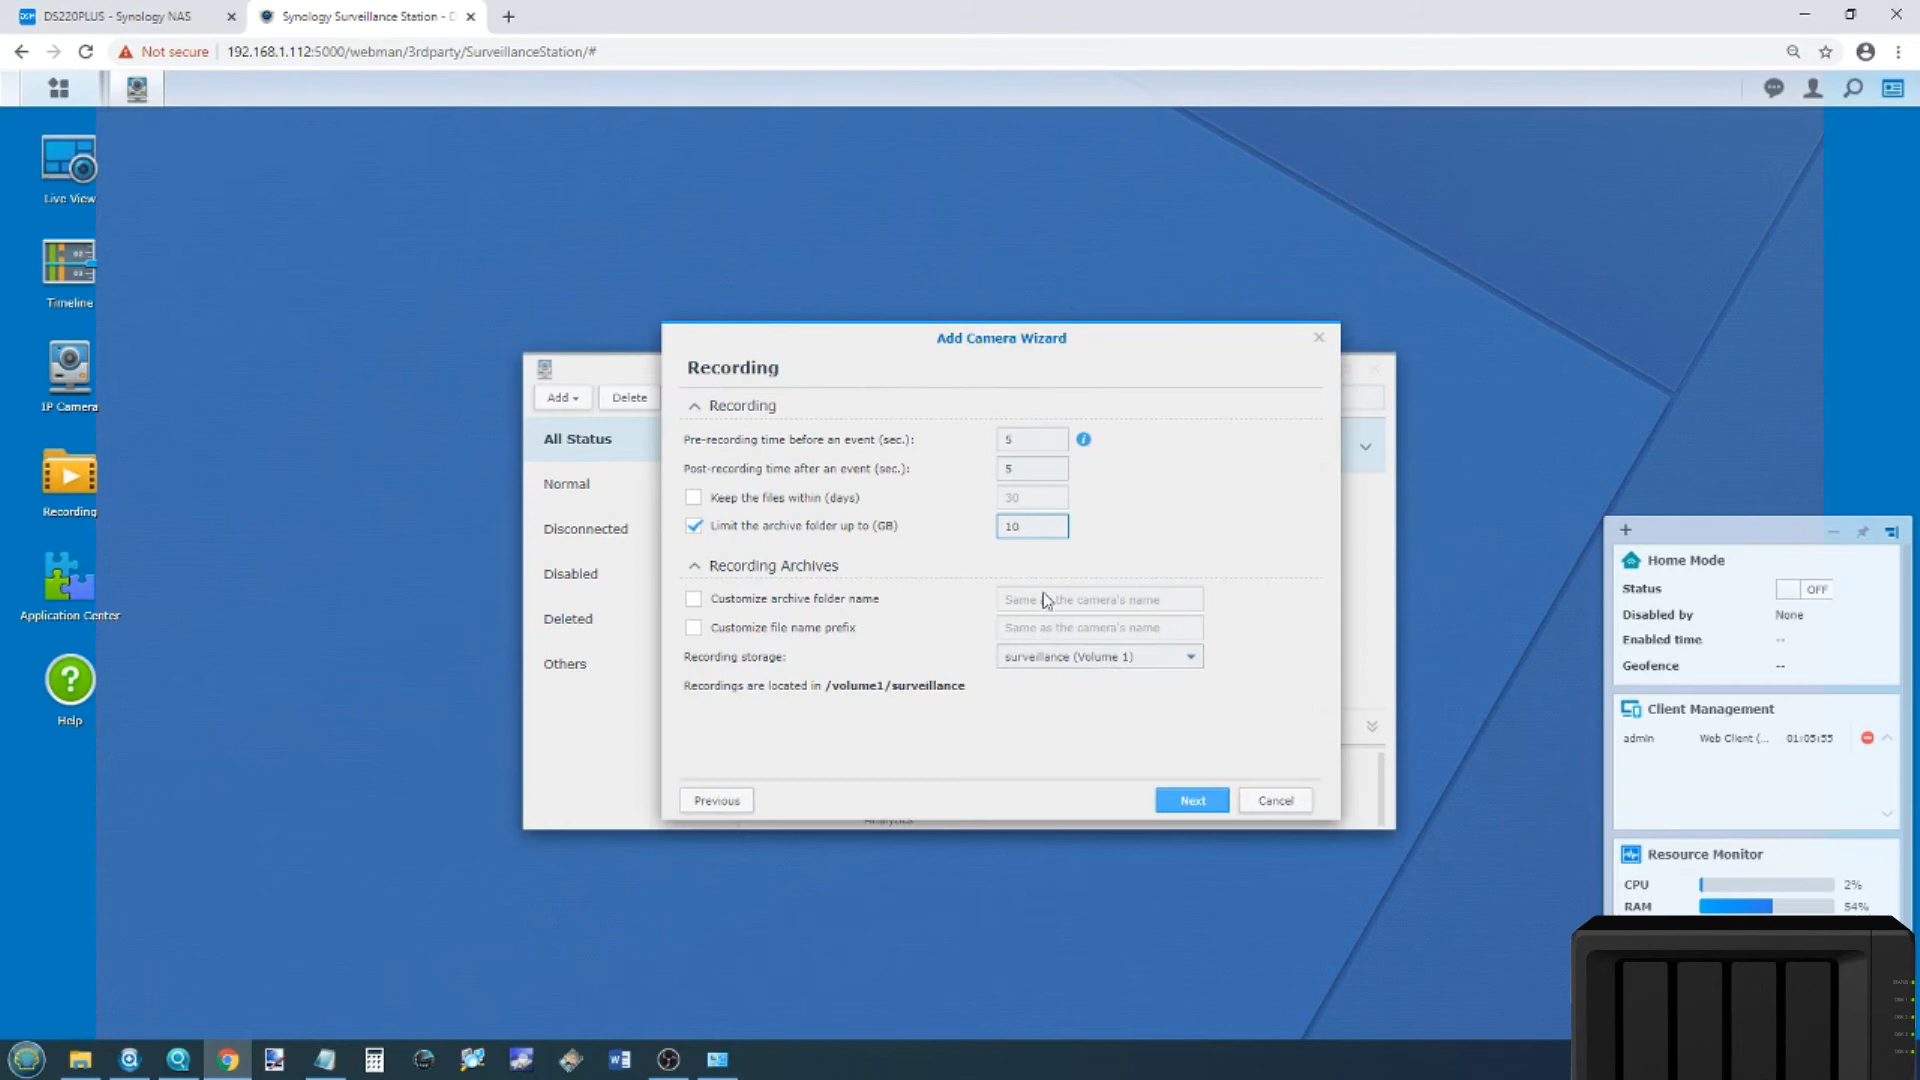 DS220PLUS - Synology NAS
Synology Surveillance Station - D
Not secure
192.168.1.112:5000/webman/3rdparty/SurveillanceStation/#
Live View
Timeline
IP Camera
Recording
Application Center
Help
Add Camera Wizard
Recording
Add
Delete
All Status
Normal
Disconnected
Disabled
Deleted
Others
Recording
Pre-recording time before an event (sec.):
5
Post-recording time after an event (sec.):
5
Keep the files within (days)
30
Limit the archive folder up to (GB)
10
Recording Archives
Customize archive folder name
Same as the camera's name
Customize file name prefix
Same as the camera's name
Recording storage:
surveillance (Volume 1)
Recordings are located in /volume1/surveillance
Previous
Next
Cancel
Analytics
Home Mode
Status
OFF
Disabled by
None
Enabled time
--
Geofence
--
Client Management
admin
Web Client (...
01:05:55
Resource Monitor
CPU
2%
RAM
54%